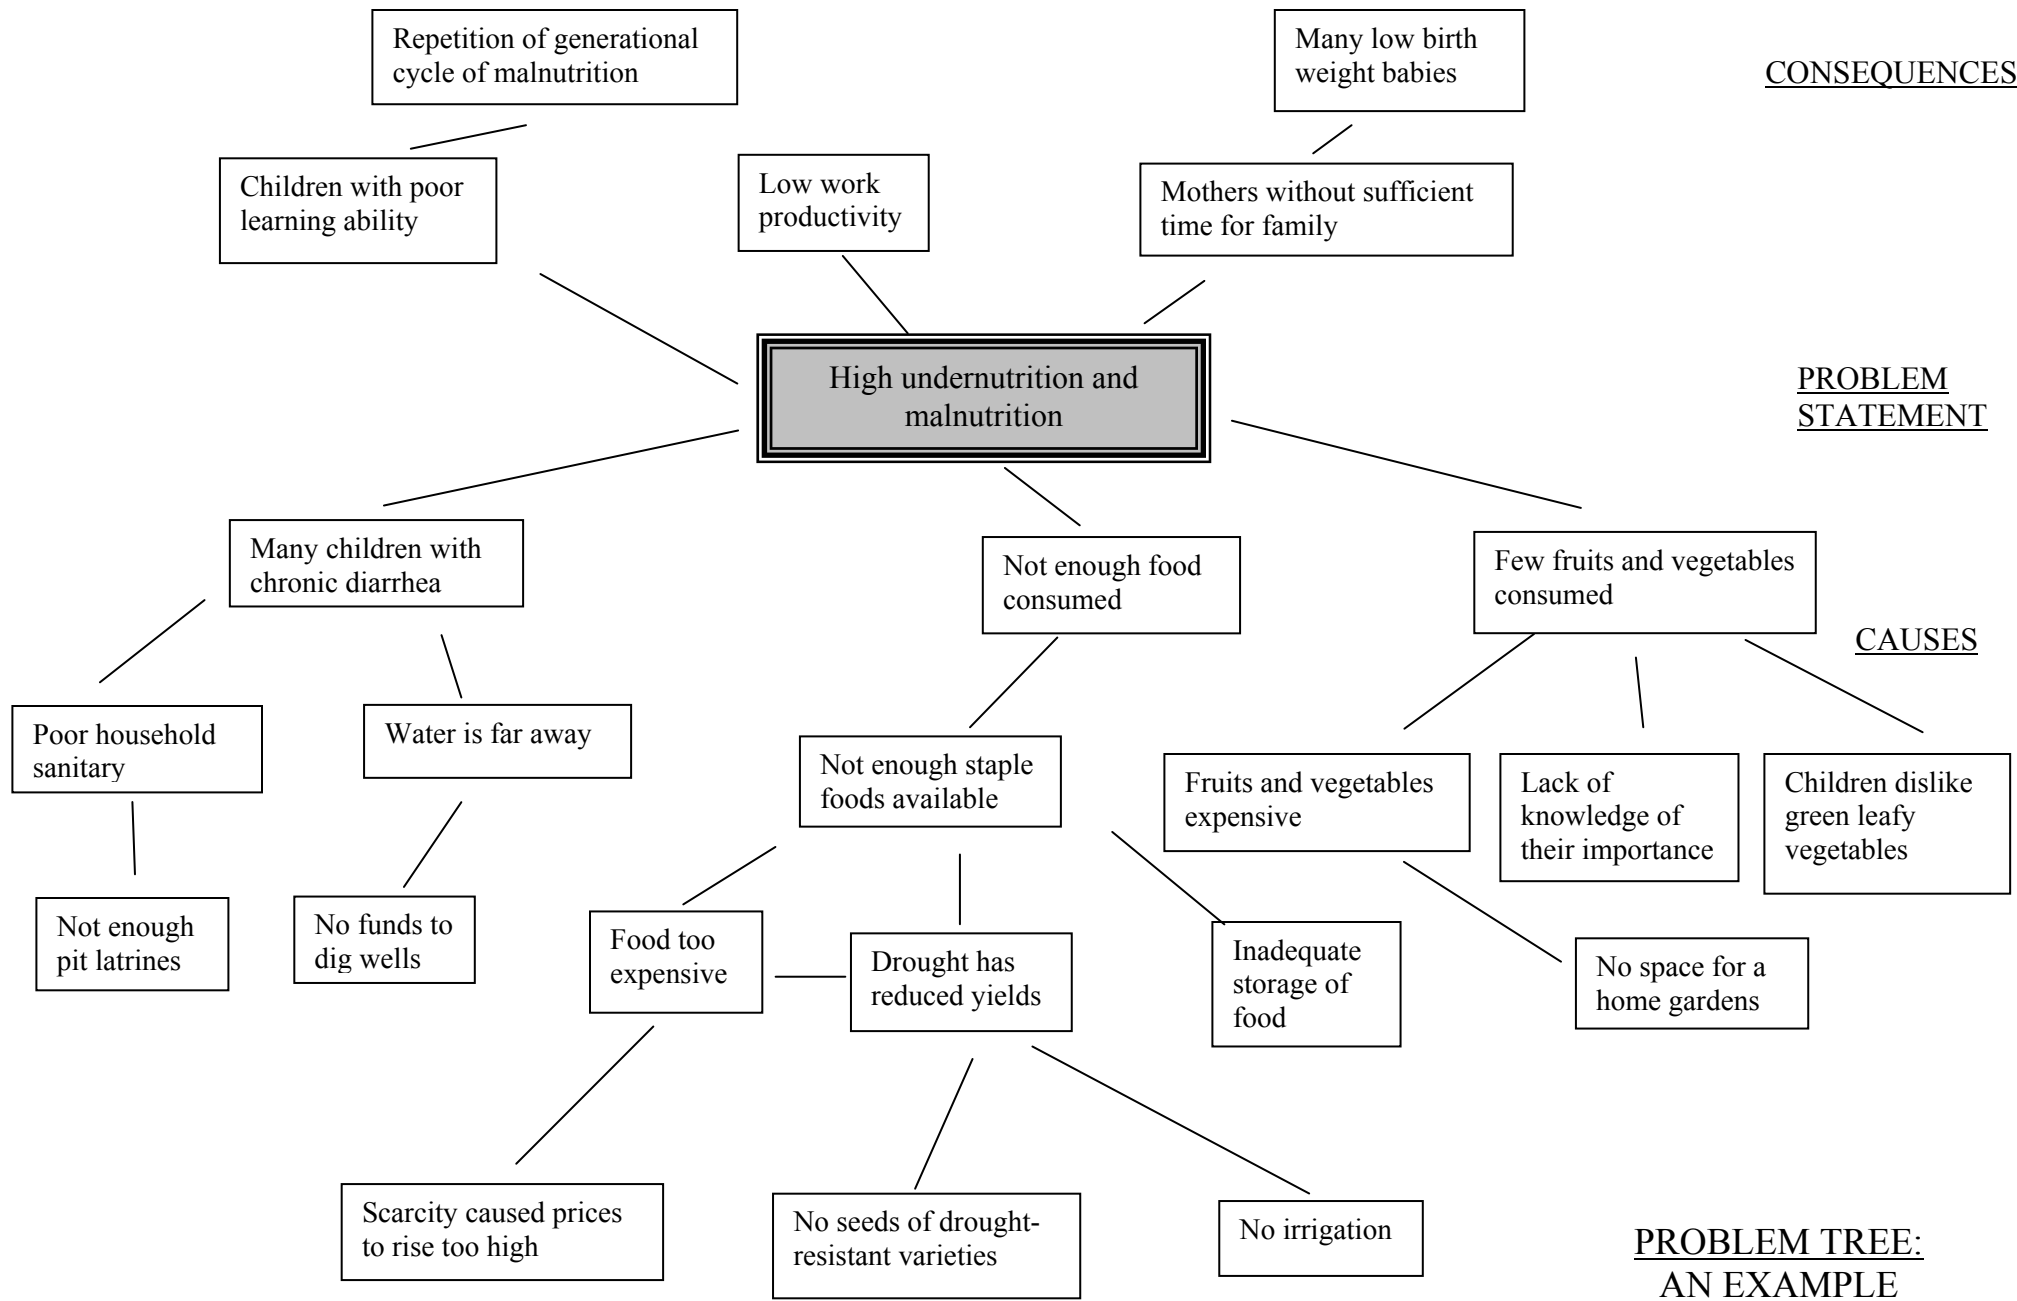 Repetition of generational
cycle of malnutrition
Many low birth
weight babies
CONSEQUENCES
Children with poor
learning ability
Low work
productivity
Mothers without sufficient
time for family
High undernutrition and
malnutrition
PROBLEM
STATEMENT
Many children with
chronic diarrhea
Not enough food
consumed
Few fruits and vegetables
consumed
CAUSES
Poor household
sanitary
Water is far away
Not enough staple
foods available
Fruits and vegetables
expensive
Lack of
knowledge of
their importance
Children dislike
green leafy
vegetables
Not enough
pit latrines
No funds to
dig wells
Food too
expensive
Drought has
reduced yields
Inadequate
storage of
food
No space for a
home gardens
Scarcity caused prices
to rise too high
No seeds of drought-
resistant varieties
No irrigation
PROBLEM TREE:
AN EXAMPLE